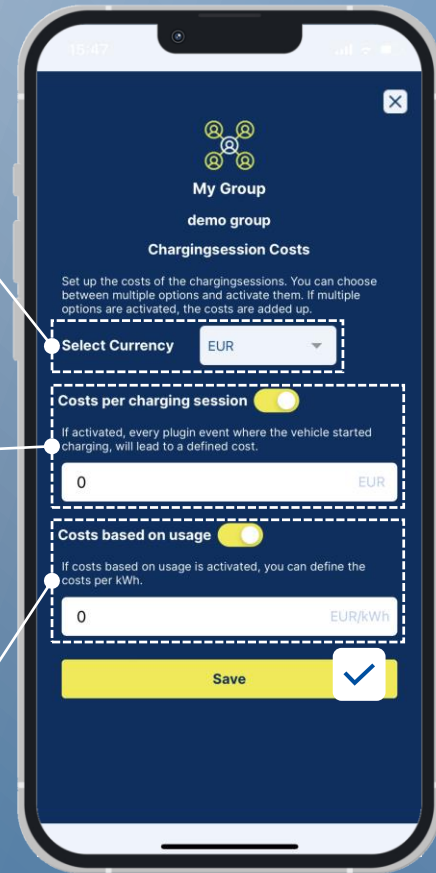 15:47
My Group
demo group
Chargingsession Costs
Set up the costs of the chargingsessions. You can choose
between multiple options and activate them. If multiple
options are activated, the costs are added up.
Select Currency EUR
Costs per charging session
If activated, every plugin event where the vehicle started
charging, will lead to a defined cost.
0 EUR
Costs based on usage
If costs based on usage is activated, you can define the
costs per kWh.
0 EUR/kWh
Save